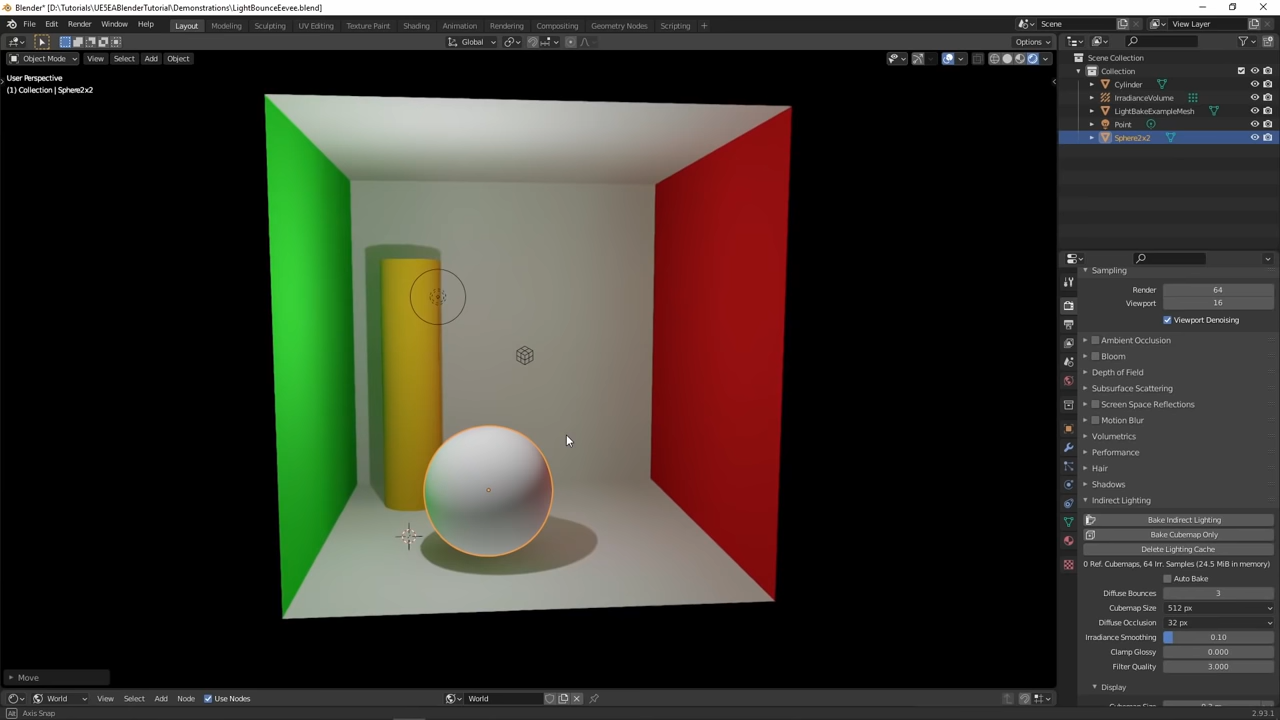 Blender* [D:\Tutorials\UE5EABlenderTutorial\Demonstrations\LightBounceEevee.blend]
File Edit Render Window Help Layout Modeling Sculpting UV Editing Texture Paint Shading Animation Rendering Compositing Geometry Nodes Scripting + Scene View Layer
Global Options
Object Mode View Select Add Object
User Perspective
(1) Collection | Sphere2x2
Scene Collection
Collection
Cylinder
IrradianceVolume
LightBakeExampleMesh
Point
Sphere2x2
Sampling
Render 64
Viewport 16
Viewport Denoising
Ambient Occlusion
Bloom
Depth of Field
Subsurface Scattering
Screen Space Reflections
Motion Blur
Volumetrics
Performance
Hair
Shadows
Indirect Lighting
Bake Indirect Lighting
Bake Cubemap Only
Delete Lighting Cache
0 Ref. Cubemaps, 64 Irr. Samples (24.5 MiB in memory)
Auto Bake
Diffuse Bounces 3
Cubemap Size 512 px
Diffuse Occlusion 32 px
Irradiance Smoothing 0.10
Clamp Glossy 0.000
Filter Quality 3.000
Display
Move
World View Select Add Node Use Nodes World
Axis Snap 2.93.1